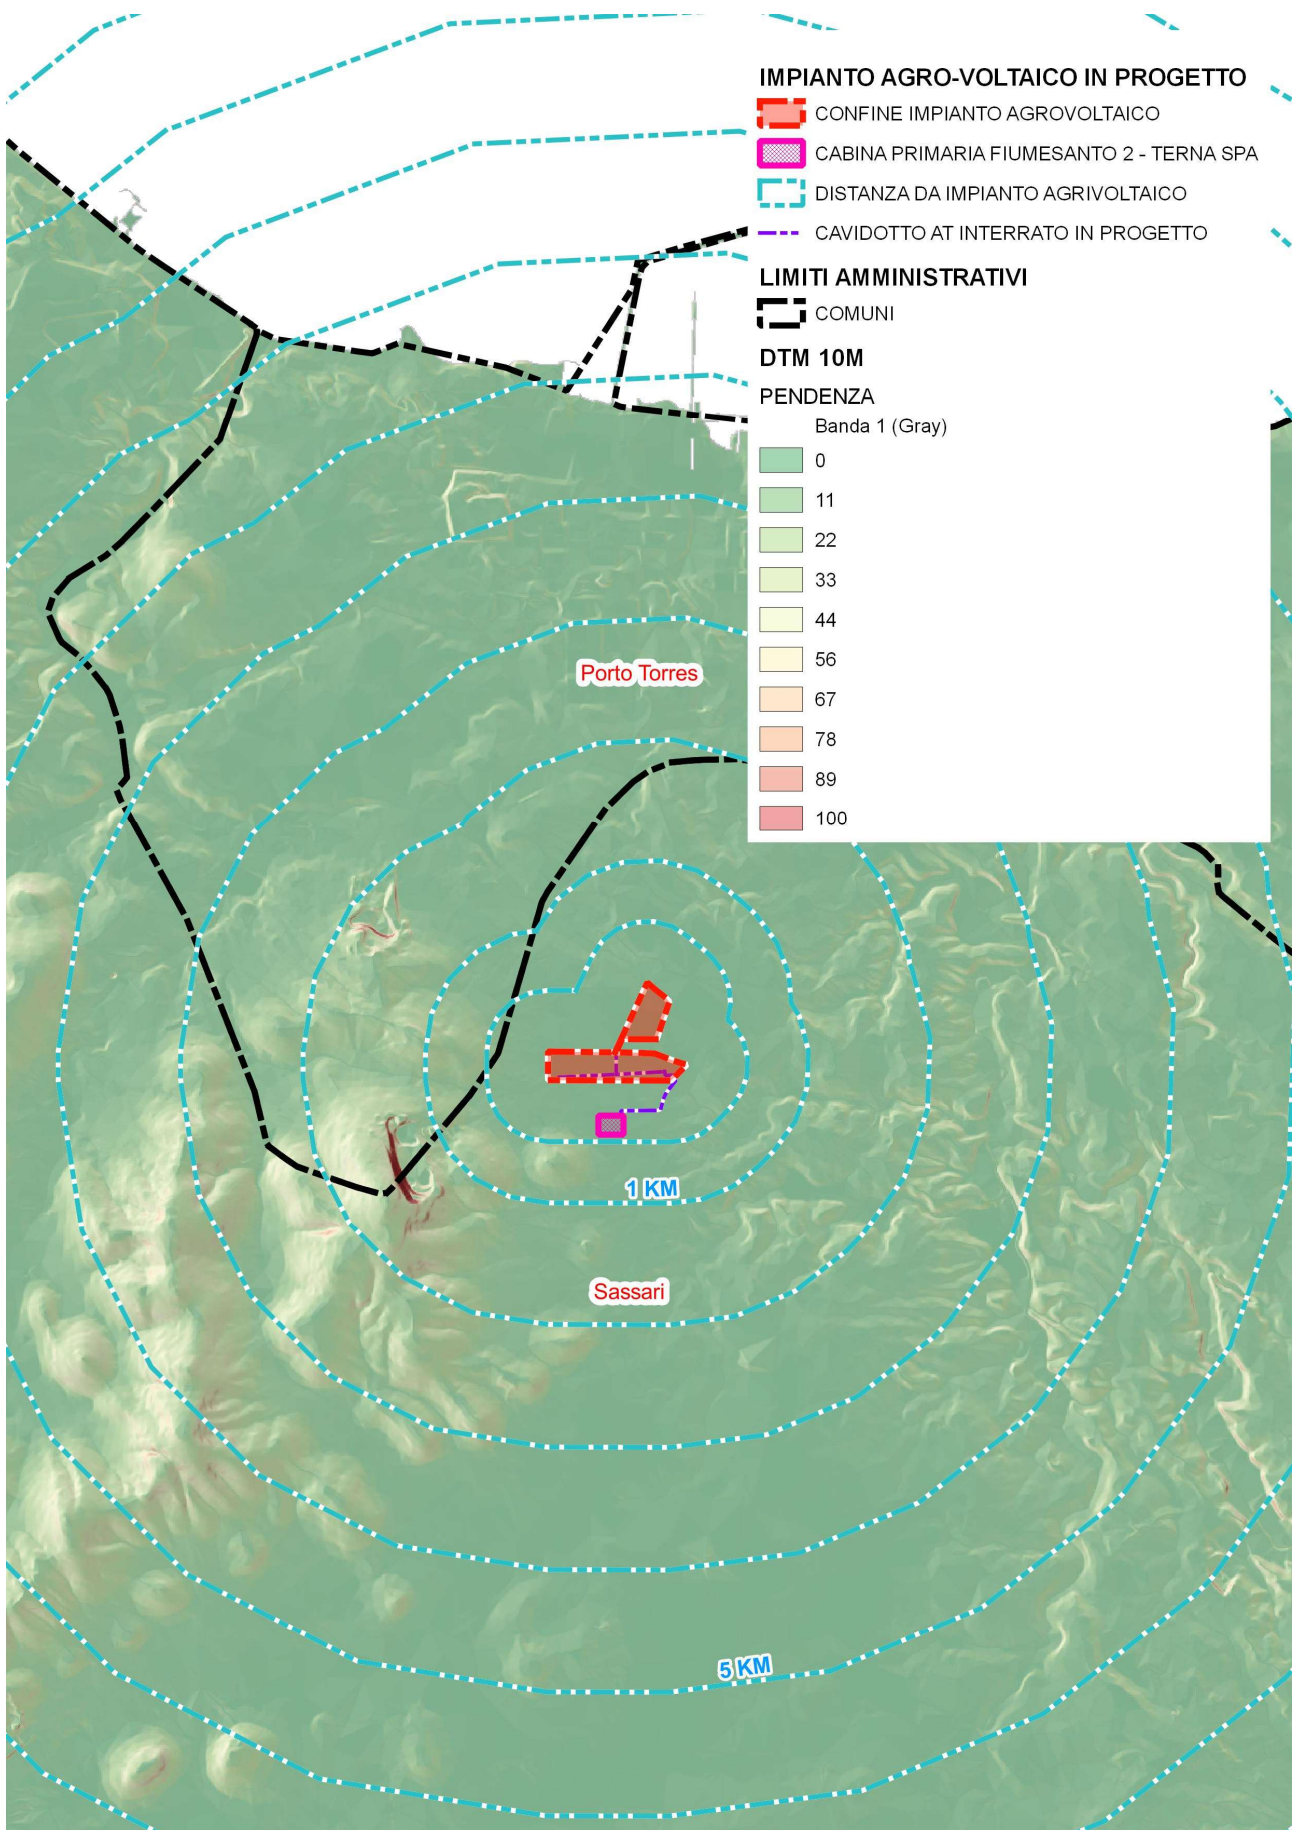 IMPIANTO AGRO-VOLTAICO IN PROGETTO
CONFINE IMPIANTO AGROVOLTAICO
CABINA PRIMARIA FIUMESANTO 2 - TERNA SPA
DISTANZA DA IMPIANTO AGRIVOLTAICO
CAVIDOTTO AT INTERRATO IN PROGETTO
LIMITI AMMINISTRATIVI
COMUNI
DTM 10M
PENDENZA
Banda 1 (Gray)
0
11
22
33
44
56
67
78
89
100
Porto Torres
1 KM
Sassari
5 KM